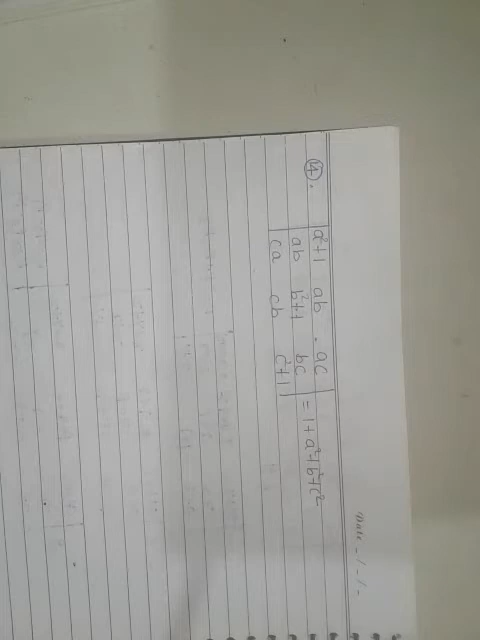 Date - / - / -
④. | a²+1 ab ac |
| ab b²+1 bc | = 1+a²+b²+c²
| ca cb c²+1 |